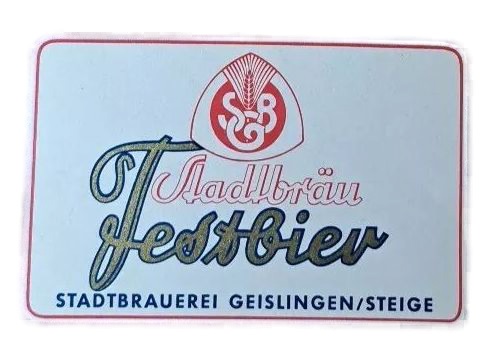 SGB
Stadtbräu
Festbier
STADTBRAUEREI GEISLINGEN/STEIGE